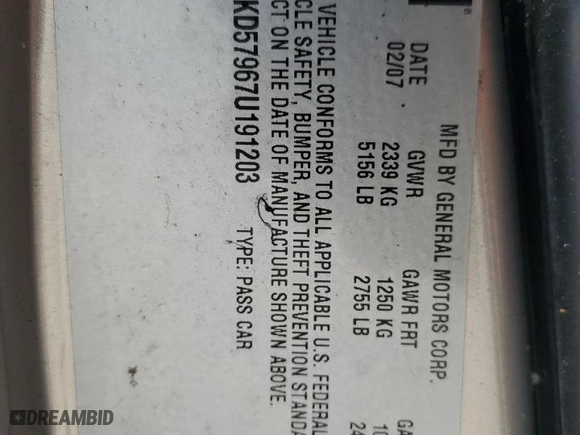 ®
MFD BY GENERAL MOTORS CORP.
DATE GVWR GAWR FRT
02/07 2339 KG 1250 KG
5156 LB 2755 LB
VEHICLE CONFORMS TO ALL APPLICABLE U.S. FEDERAL
CLE SAFETY, BUMPER, AND THEFT PREVENTION STANDA
CT ON THE DATE OF MANUFACTURE SHOWN ABOVE.
KD57967U191203 TYPE: PASS CAR
DREAMBID